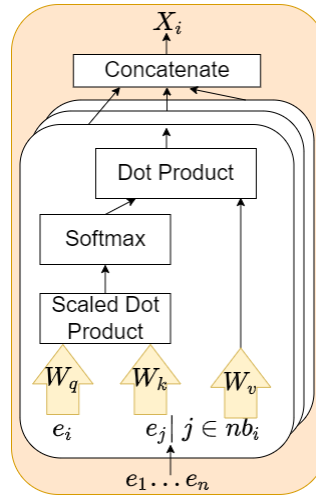 X_i
Concatenate
Dot Product
Softmax
Scaled Dot
Product
W_q W_k W_v
e_i e_j| j ∈ nb_i
e_1 … e_n